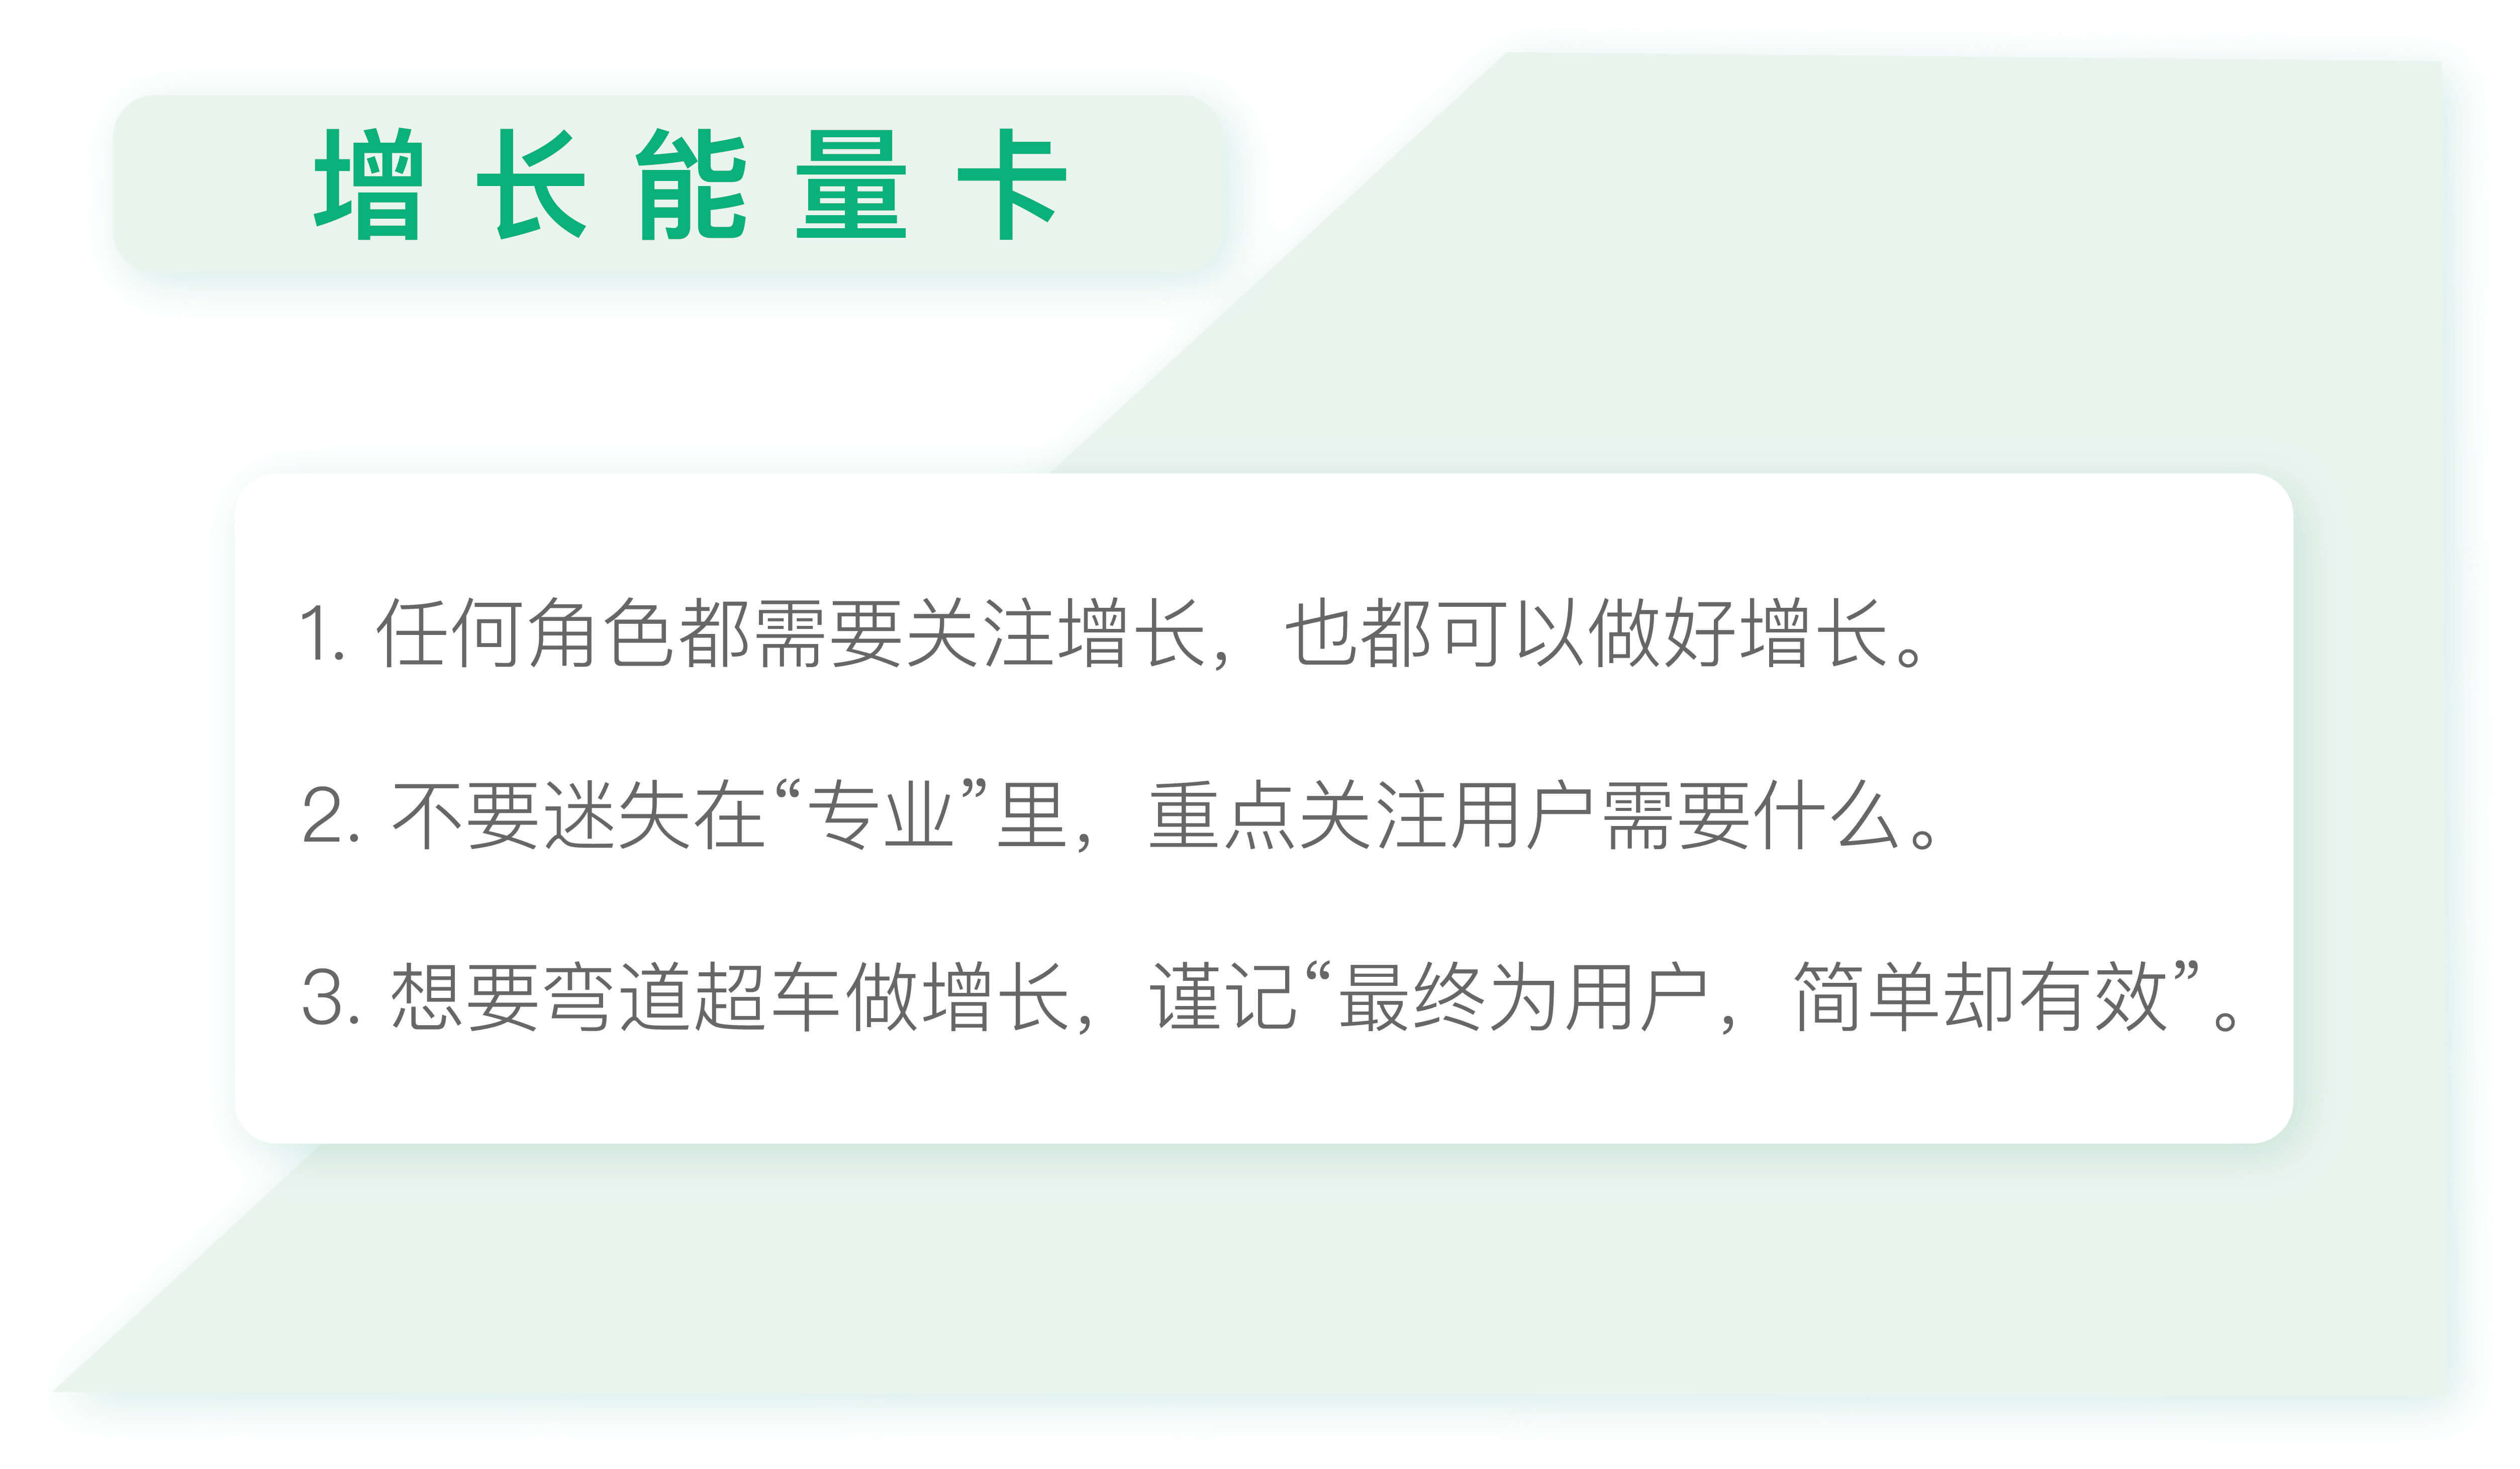 增长能量卡
1. 任何角色都需要关注增长，也都可以做好增长。
2. 不要迷失在“专业”里，重点关注用户需要什么。
3. 想要弯道超车做增长，谨记“最终为用户，简单却有效”。